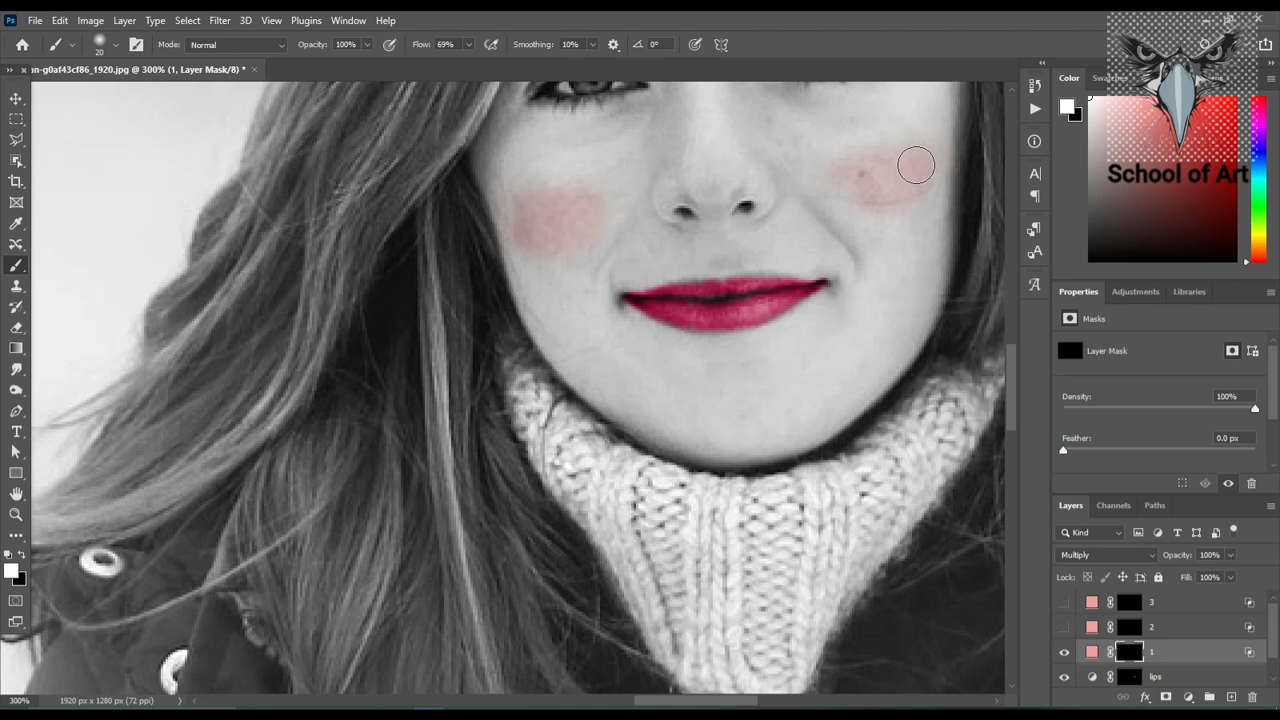 Ps File Edit Image Layer Type Select Filter 3D View Plugins Window Help
20 Mode: Normal Opacity: 100% Flow: 69% Smoothing: 10% 0°
an-g0af43cf86_1920.jpg @ 300% (1, Layer Mask/8) *
Color Swatches
School of Art
Properties Adjustments Libraries
Masks
Layer Mask
Density: 100%
Feather: 0.0 px
Layers Channels Paths
Kind
Multiply Opacity: 100%
Lock: Fill: 100%
3
2
1
lips
300% 1920 px x 1280 px (72 ppi)